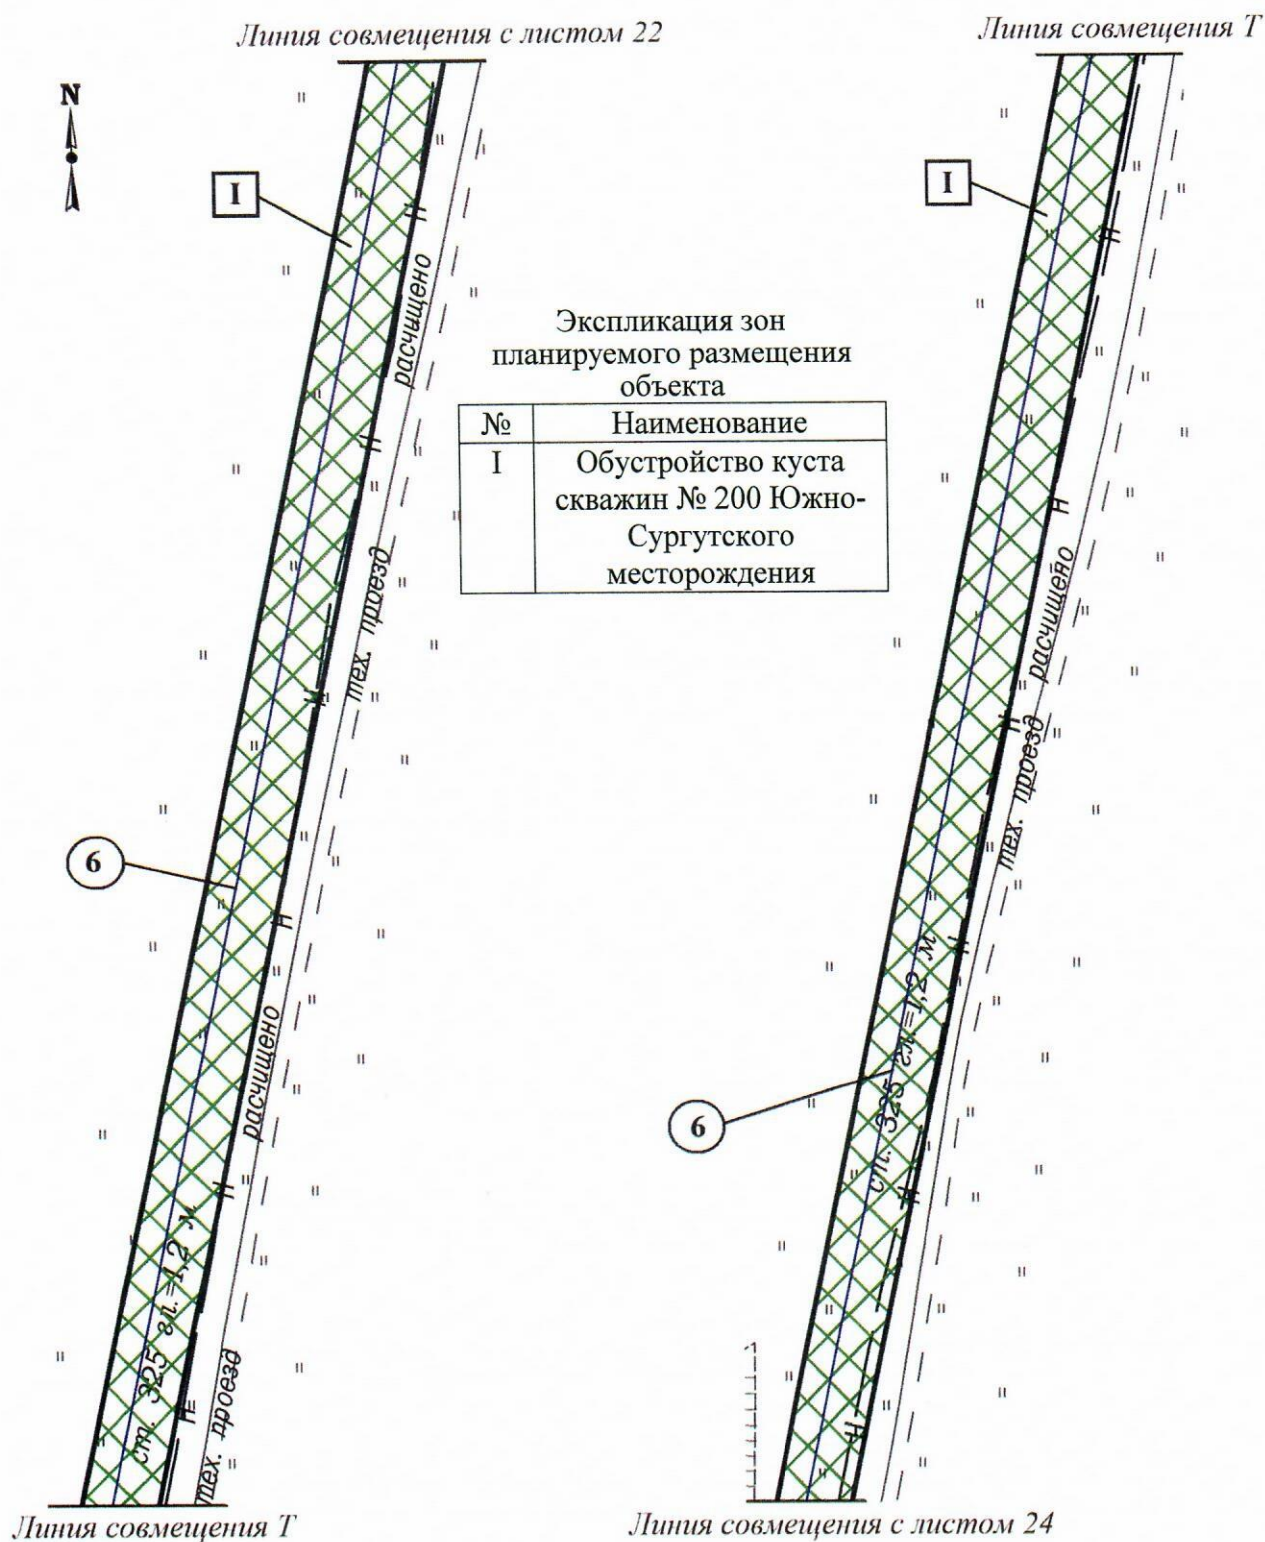 Линия совмещения с листом 22
Линия совмещения Т
N
I
I
расчищено
Экспликация зон
планируемого размещения
объекта
№ Наименование
I Обустройство куста
скважин № 200 Южно-
Сургутского
месторождения
Н
Н
Н
Н
Н
Н
тех. проезд
расчищено
ст. 325 гл.=1,2 м
тех. проезд
6
Н
Н
Н
Н
Н
Н
расчищено
тех. проезд
ст. 325 гл.=1,2 м
6
Линия совмещения Т
Линия совмещения с листом 24